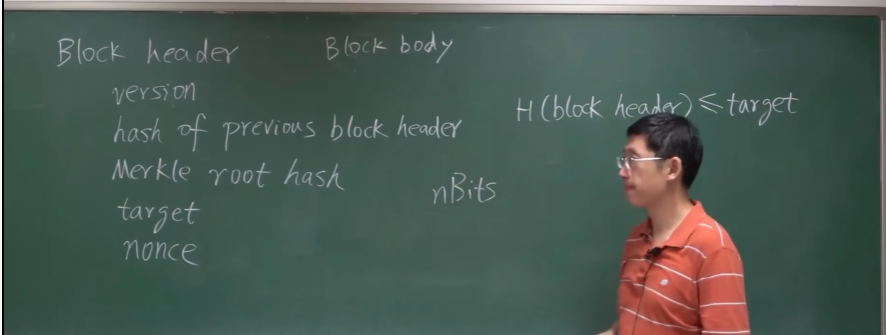 Block header
Block body
version
H(block header) ≤ target
hash of previous block header
Merkle root hash
nBits
target
nonce